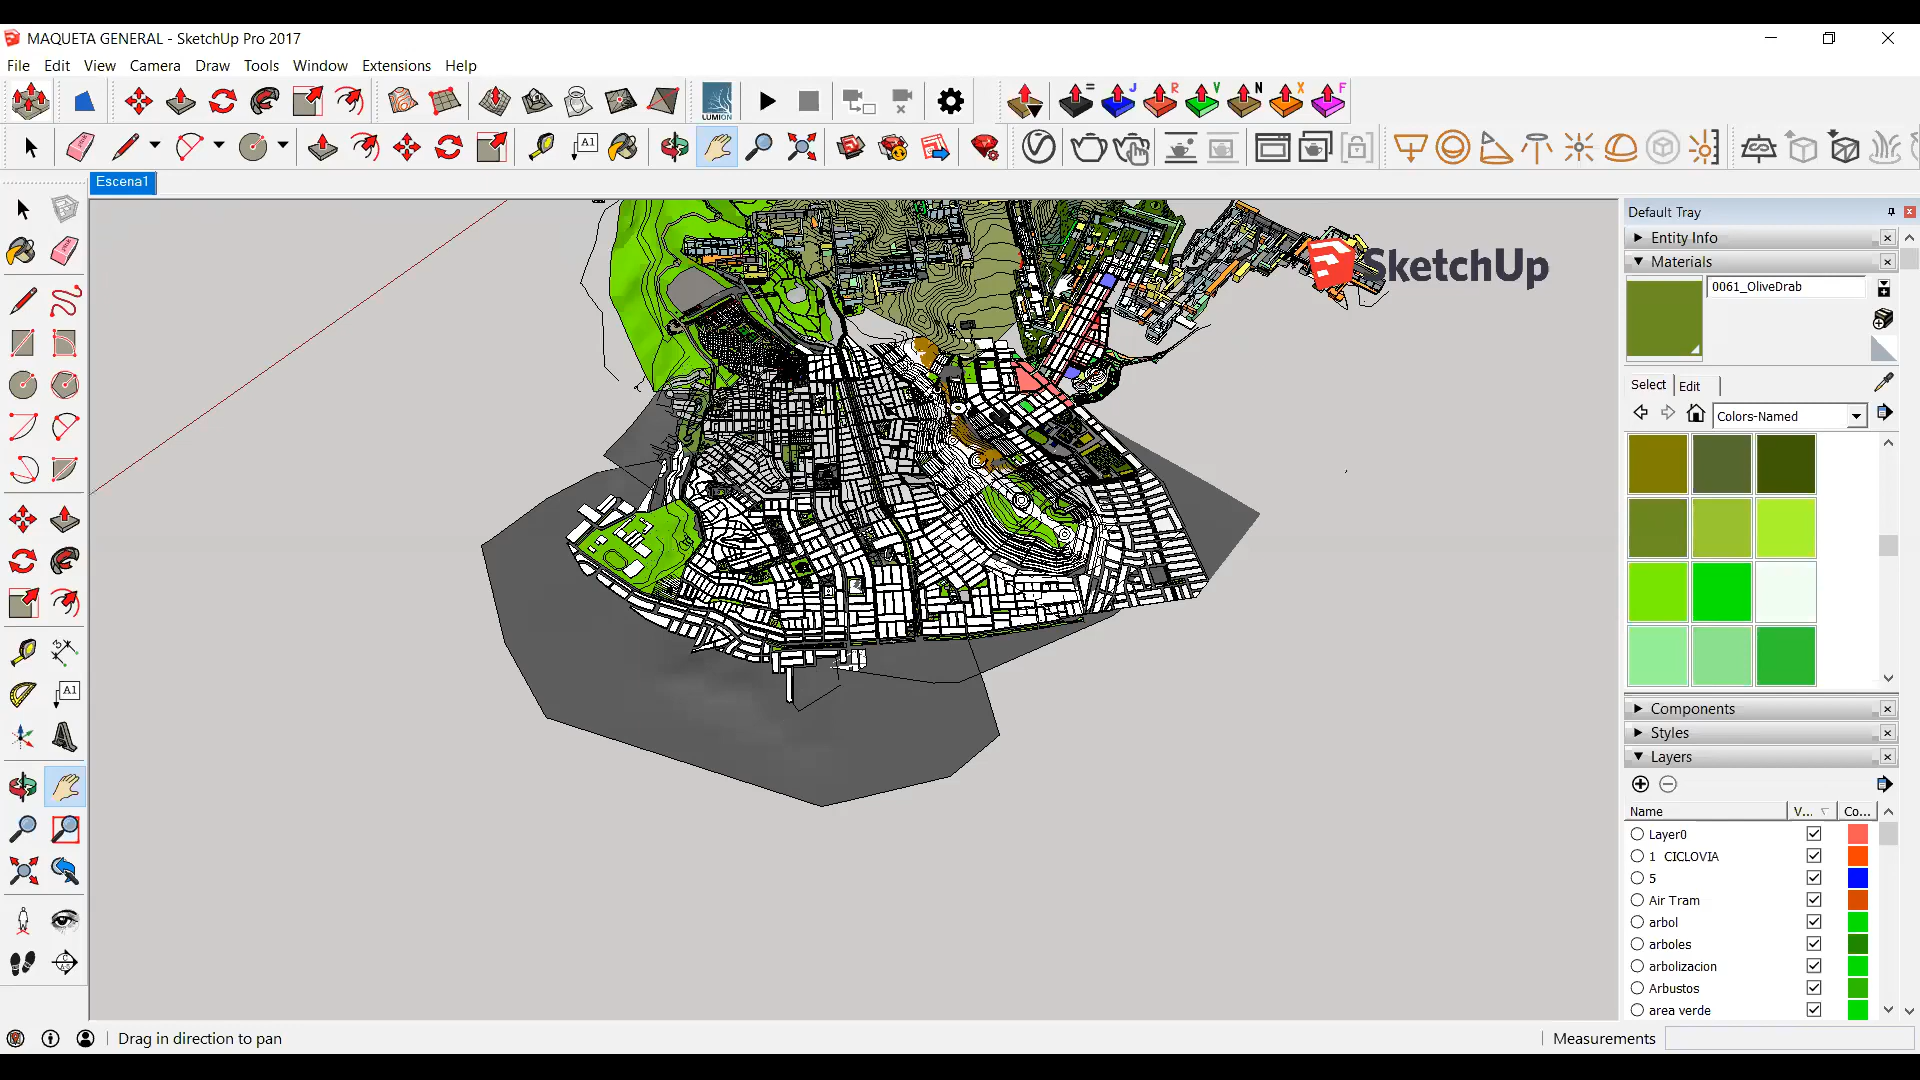 MAQUETA GENERAL - SketchUp Pro 2017
File Edit View Camera Draw Tools Window Extensions Help
LUMION
= J R V N X F
A1
Escena1
SketchUp
Default Tray
Entity Info
Materials
0061_OliveDrab
Select Edit
Colors-Named
Components
Styles
Layers
Name V... Co...
Layer0
1 CICLOVIA
5
Air Tram
arbol
arboles
arbolizacion
Arbustos
area verde
A1
Drag in direction to pan
Measurements